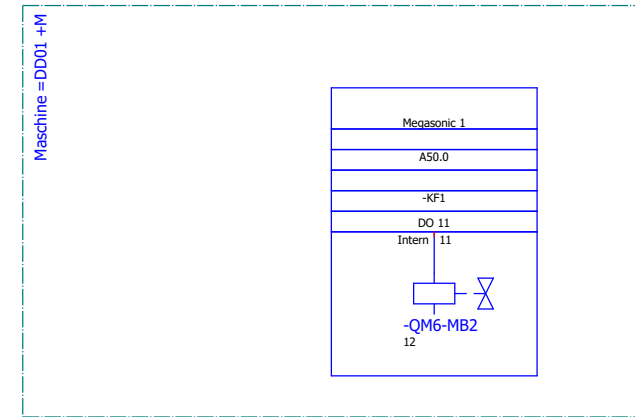 Maschine =DD01 +M
Megasonic 1
A50.0
-KF1
DO 11
Intern 11
-QM6-MB2
12